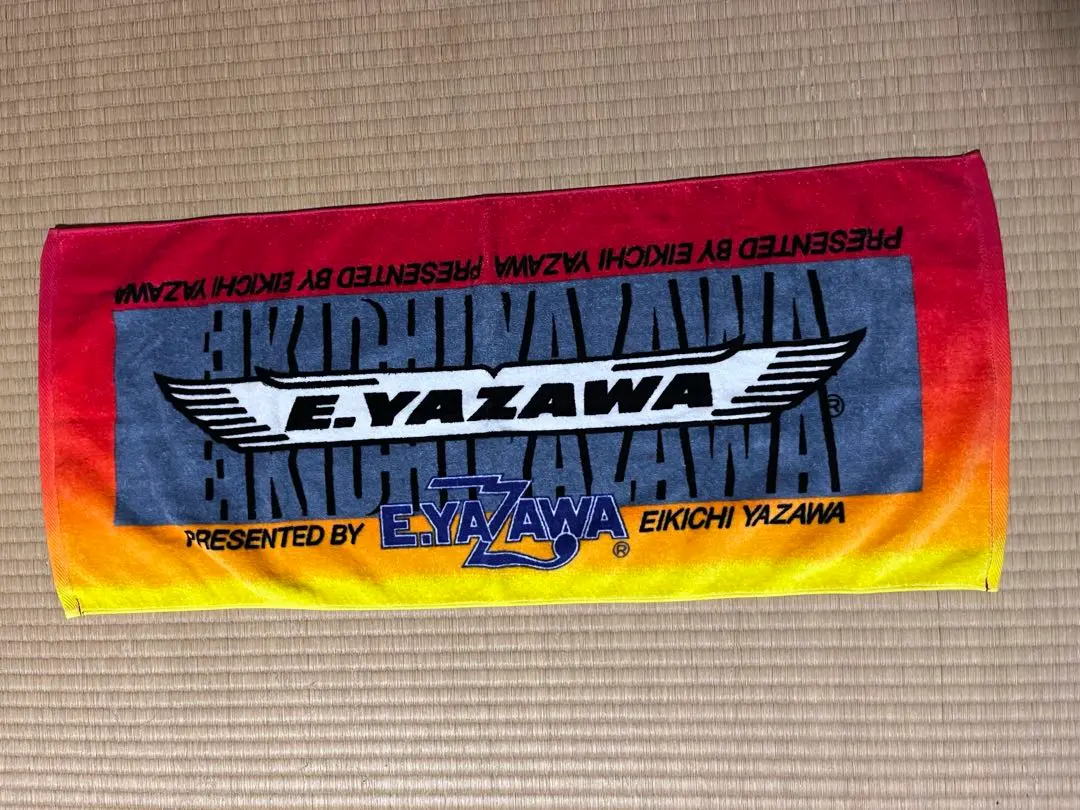 PRESENTED BY EIKICHI YAZAWA PRESENTED BY EIKICHI YAZAWA
EIKICHI YAZAWA
E.YAZAWA
®
EIKICHI YAZAWA
PRESENTED BY E.YAZAWA® EIKICHI YAZAWA